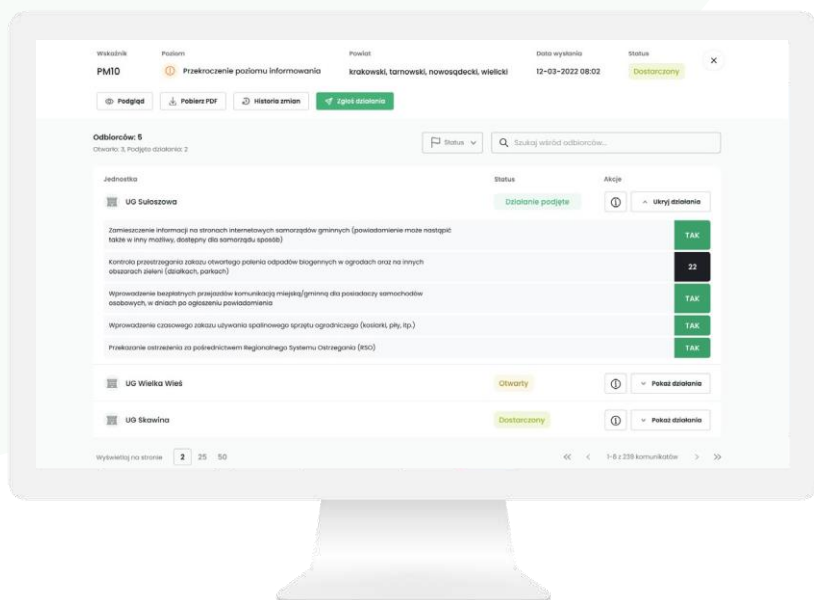 Wskaźnik Poziom Powiat Data wysłania Status
PM10 Przekroczenie poziomu informowania krakowski, tarnowski, nowosądecki, wielicki 12-03-2022 08:02 Dostarczony
Podgląd Pobierz PDF Historia zmian Zgłoś działania
Odbiorców: 5
Otwarto: 3, Podjęto działania: 2
Status Szukaj wśród odbiorców...
Jednostka Status Akcje
UG Sułoszowa Działanie podjęte Ukryj działania
Zamieszczenie informacji na stronach internetowych samorządów gminnych (powiadomienie może nastąpić
także w inny możliwy, dostępny dla samorządu sposób)
TAK
Kontrola przestrzegania zakazu otwartego palenia odpadów biogennych w ogrodach oraz na innych
obszarach zieleni (działkach, parkach)
22
Wprowadzenie bezpłatnych przejazdów komunikacją miejską/gminną dla posiadaczy samochodów
osobowych, w dniach po ogłoszeniu powiadomienia
TAK
Wprowadzenie czasowego zakazu używania spalinowego sprzętu ogrodniczego (kosiarki, piły, itp.) TAK
Przekazanie ostrzeżenia za pośrednictwem Regionalnego Systemu Ostrzegania (RSO) TAK
UG Wielka Wieś Otwarty Pokaż działania
UG Skawina Dostarczony Pokaż działania
Wyświetlaj na stronie 2 25 50 1-8 z 239 komunikatów